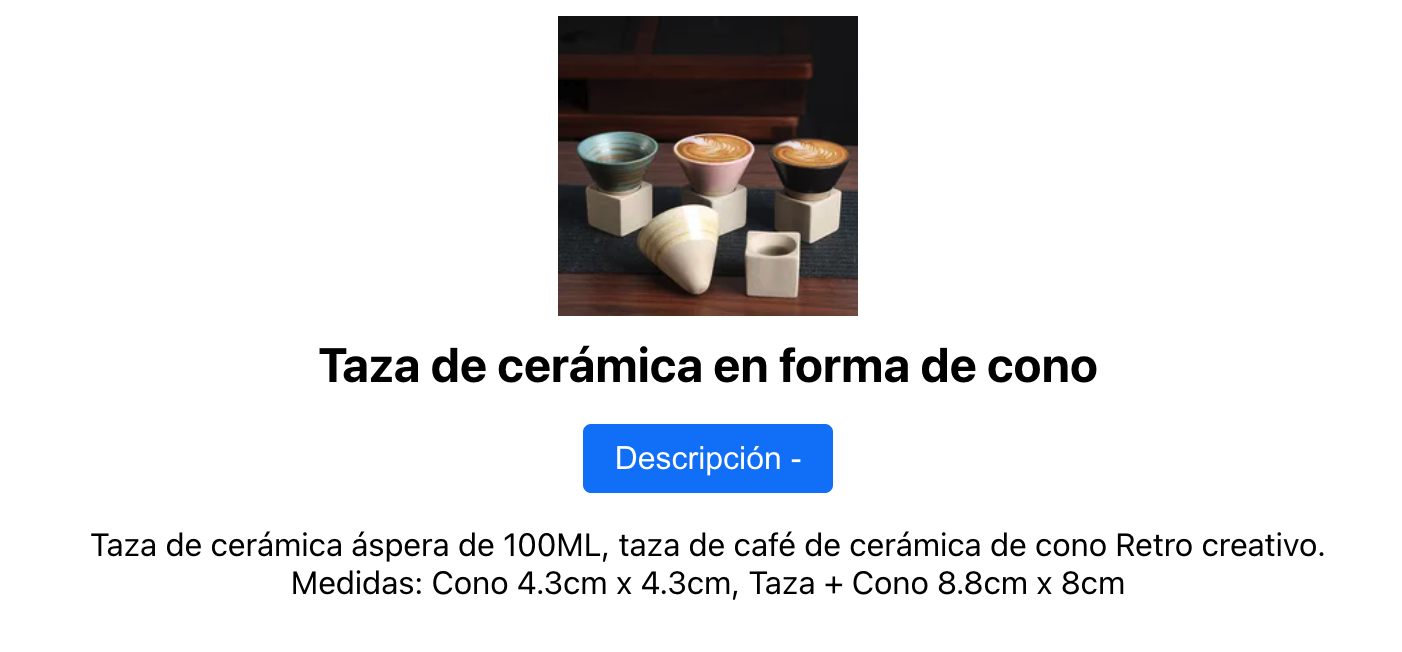 Taza de cerámica en forma de cono
Descripción -
Taza de cerámica áspera de 100ML, taza de café de cerámica de cono Retro creativo.
Medidas: Cono 4.3cm x 4.3cm, Taza + Cono 8.8cm x 8cm